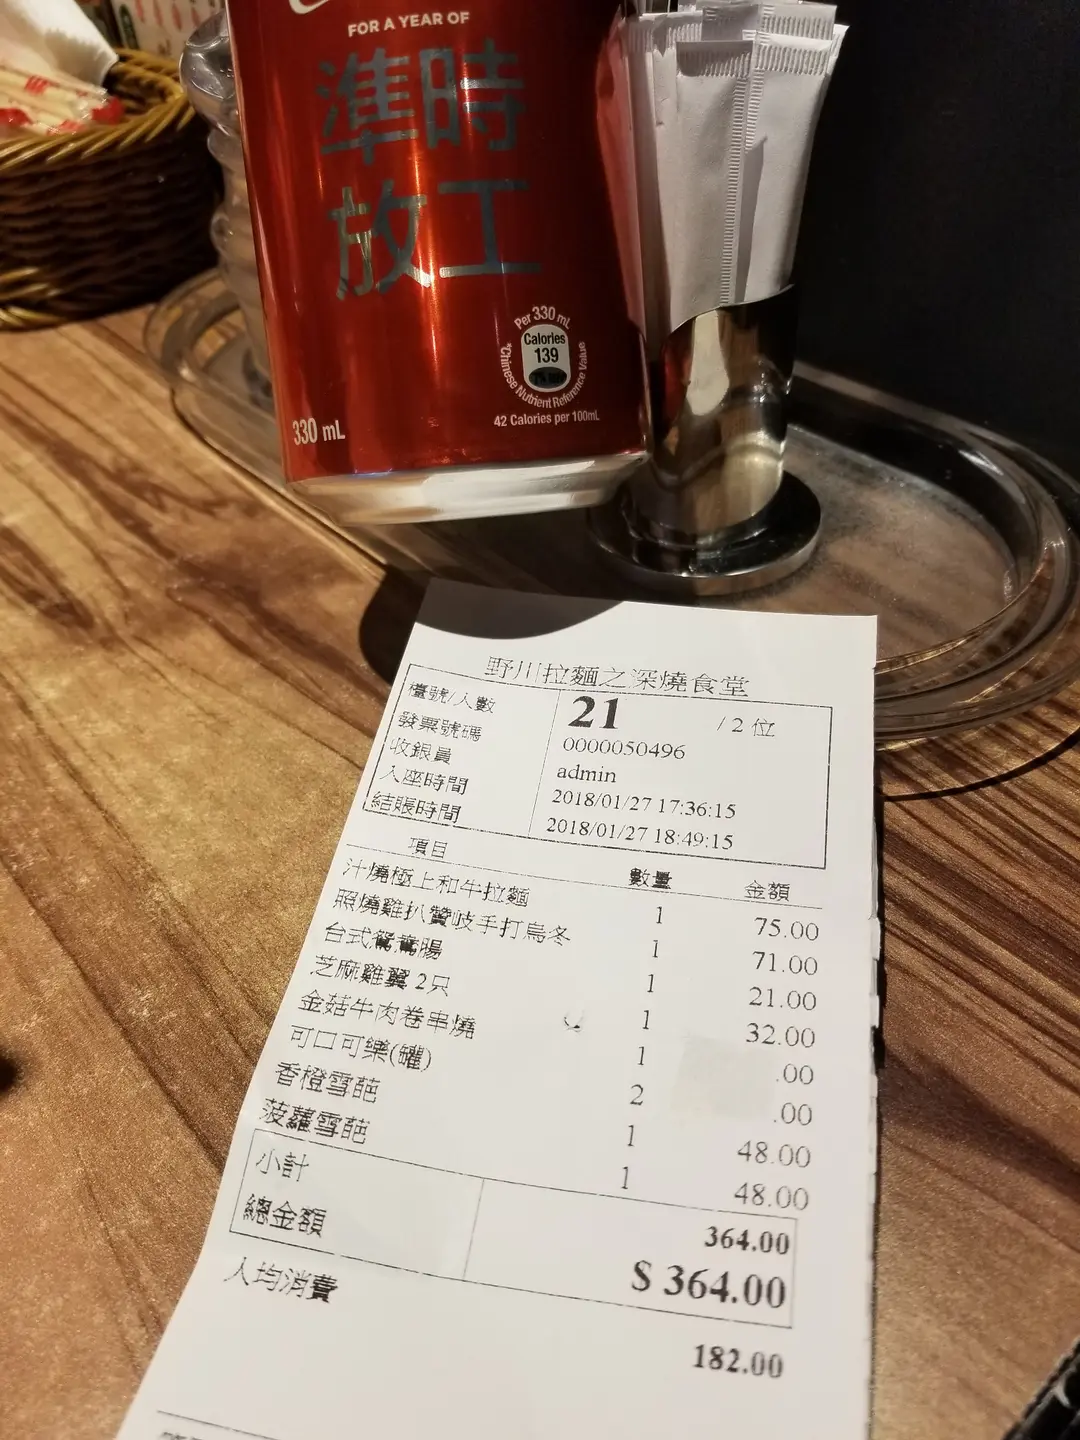 FOR A YEAR OF
準時
放工
Per 330 mL
Calories
139
*Chinese Nutrient Reference Value
42 Calories per 100mL
330 mL
野川拉麵之深燒食堂
檯號/人數 21 /2 位
發票號碼 0000050496
收銀員 admin
入座時間 2018/01/27 17:36:15
結賬時間 2018/01/27 18:49:15
項目 數量 金額
汁燒極上和牛拉麵 1 75.00
照燒雞扒贊岐手打烏冬 1 71.00
台式鴛鴦腸 1 21.00
芝麻雞翼 2只 1 32.00
金菇牛肉卷串燒 1 .00
可口可樂(罐) 2 .00
香橙雪葩 1 48.00
菠蘿雪葩 1 48.00
小計 364.00
總金額 $ 364.00
人均消費 182.00